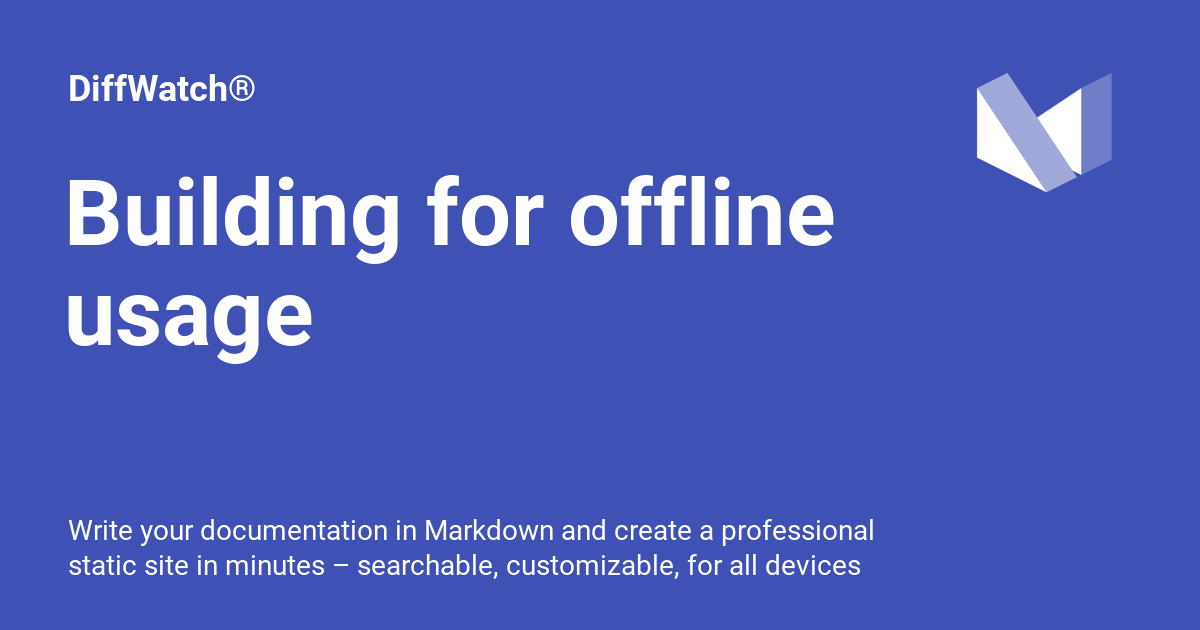 DiffWatch®
Building for offline
usage
Write your documentation in Markdown and create a professional
static site in minutes – searchable, customizable, for all devices